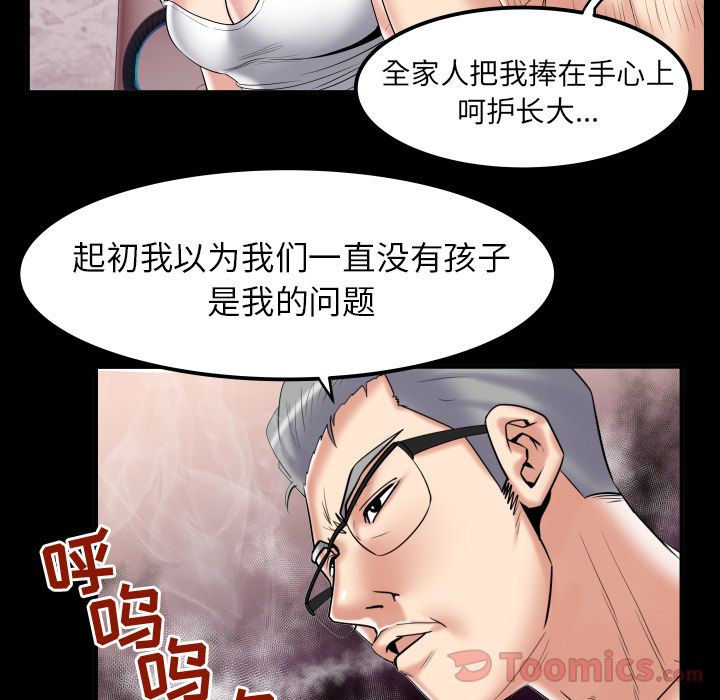 全家人把我捧在手心上
呵护长大...
起初我以为我们一直没有孩子
是我的问题
呼呜呜
Toomics.com